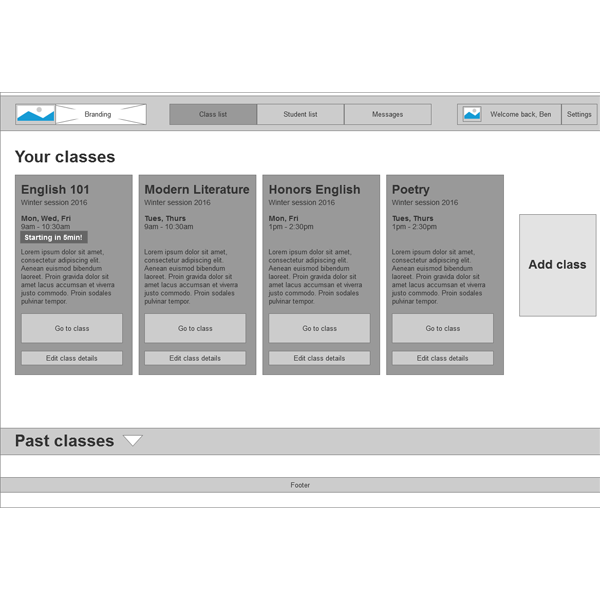 Branding
Class list
Student list
Messages
Welcome back, Ben
Settings
Your classes
English 101
Winter session 2016
Mon, Wed, Fri
9am - 10:30am
Starting in 5min!
Lorem ipsum dolor sit amet,
consectetur adipiscing elit.
Aenean euismod bibendum
laoreet. Proin gravida dolor sit
amet lacus accumsan et viverra
justo commodo. Proin sodales
pulvinar tempor.
Go to class
Edit class details
Modern Literature
Winter session 2016
Tues, Thurs
9am - 10:30am
Lorem ipsum dolor sit amet,
consectetur adipiscing elit.
Aenean euismod bibendum
laoreet. Proin gravida dolor sit
amet lacus accumsan et viverra
justo commodo. Proin sodales
pulvinar tempor.
Go to class
Edit class details
Honors English
Winter session 2016
Mon, Fri
1pm - 2:30pm
Lorem ipsum dolor sit amet,
consectetur adipiscing elit.
Aenean euismod bibendum
laoreet. Proin gravida dolor sit
amet lacus accumsan et viverra
justo commodo. Proin sodales
pulvinar tempor.
Go to class
Edit class details
Poetry
Winter session 2016
Tues, Thurs
1pm - 2:30pm
Lorem ipsum dolor sit amet,
consectetur adipiscing elit.
Aenean euismod bibendum
laoreet. Proin gravida dolor sit
amet lacus accumsan et viverra
justo commodo. Proin sodales
pulvinar tempor.
Go to class
Edit class details
Add class
Past classes
Footer